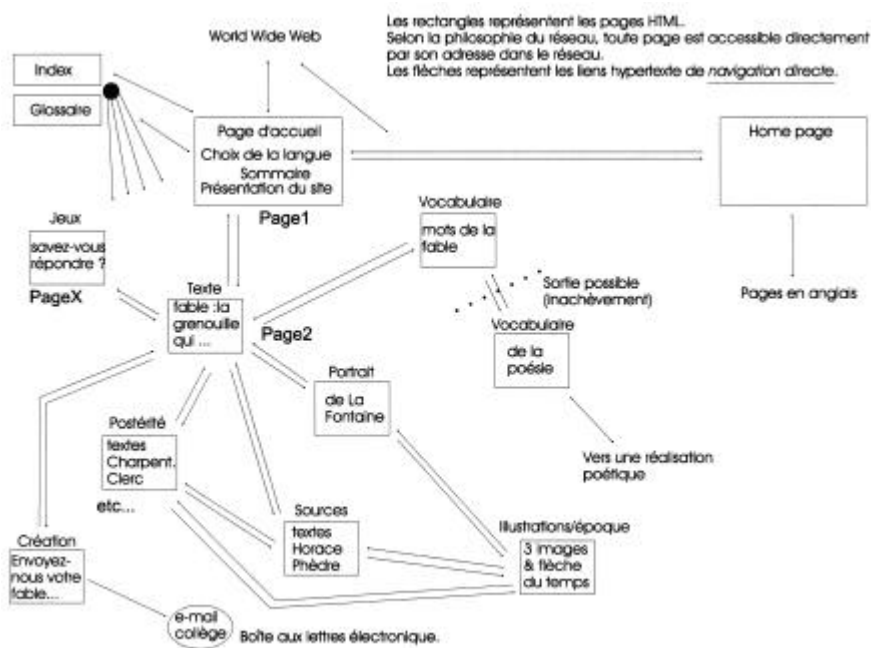 Les rectangles représentent les pages HTML.
Selon la philosophie du réseau, toute page est accessible directement
par son adresse dans le réseau.
Les flèches représentent les liens hypertexte de navigation directe.
World Wide Web
Index
Glossaire
Page d'accueil
Choix de la langue
Sommaire
Présentation du site
Page1
Home page
Pages en anglais
Jeux
savez-vous
répondre ?
PageX
Texte
fable :la
grenouille
qui ...
Page2
Vocabulaire
mots de la
fable
Sortie possible
(inachèvement)
Vocabulaire
de la
poésie
Vers une réalisation
poétique
Portrait
de La
Fontaine
Postérité
textes
Charpent.
Clerc
etc...
Sources
textes
Horace
Phèdre
Illustrations/époque
3 images
& flèche
du temps
Création
Envoyez-
nous votre
fable...
e-mail
collège
Boîte aux lettres électronique.